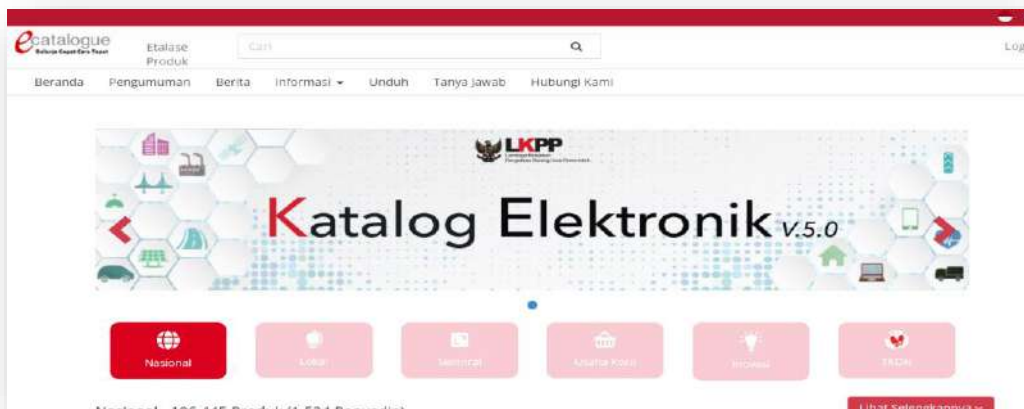 ecatalogue
Belanja Cepat Cara Tepat
Etalase
Produk
Cari
Log
Beranda Pengumuman Berita Informasi Unduh Tanya Jawab Hubungi Kami
LKPP
Katalog Elektronik v.5.0
Nasional Lokal Sektoral Usaha Kecil Inovasi
Lihat Selengkapnya